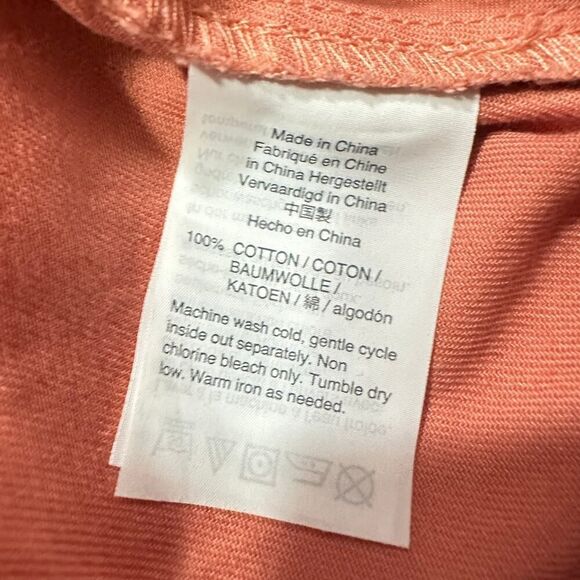 Made in China
Fabriqué en Chine
in China Hergestellt
Vervaardigd in China
中国製
Hecho en China
100% COTTON / COTON /
BAUMWOLLE /
KATOEN / 綿 / algodón
Machine wash cold, gentle cycle
inside out separately. Non
chlorine bleach only. Tumble dry
low. Warm iron as needed.